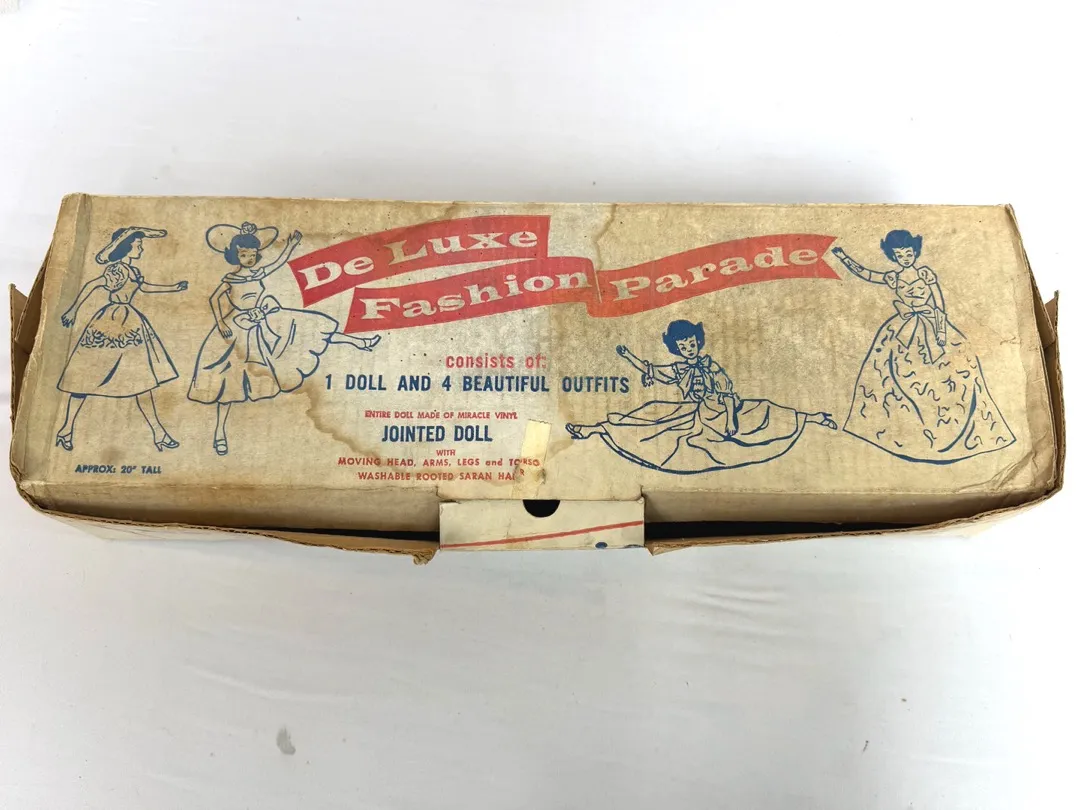 De Luxe
Fashion Parade
consists of:
1 DOLL AND 4 BEAUTIFUL OUTFITS
ENTIRE DOLL MADE OF MIRACLE VINYL
JOINTED DOLL
WITH
MOVING HEAD, ARMS, LEGS and TORSO
WASHABLE ROOTED SARAN HAIR
APPROX: 20" TALL